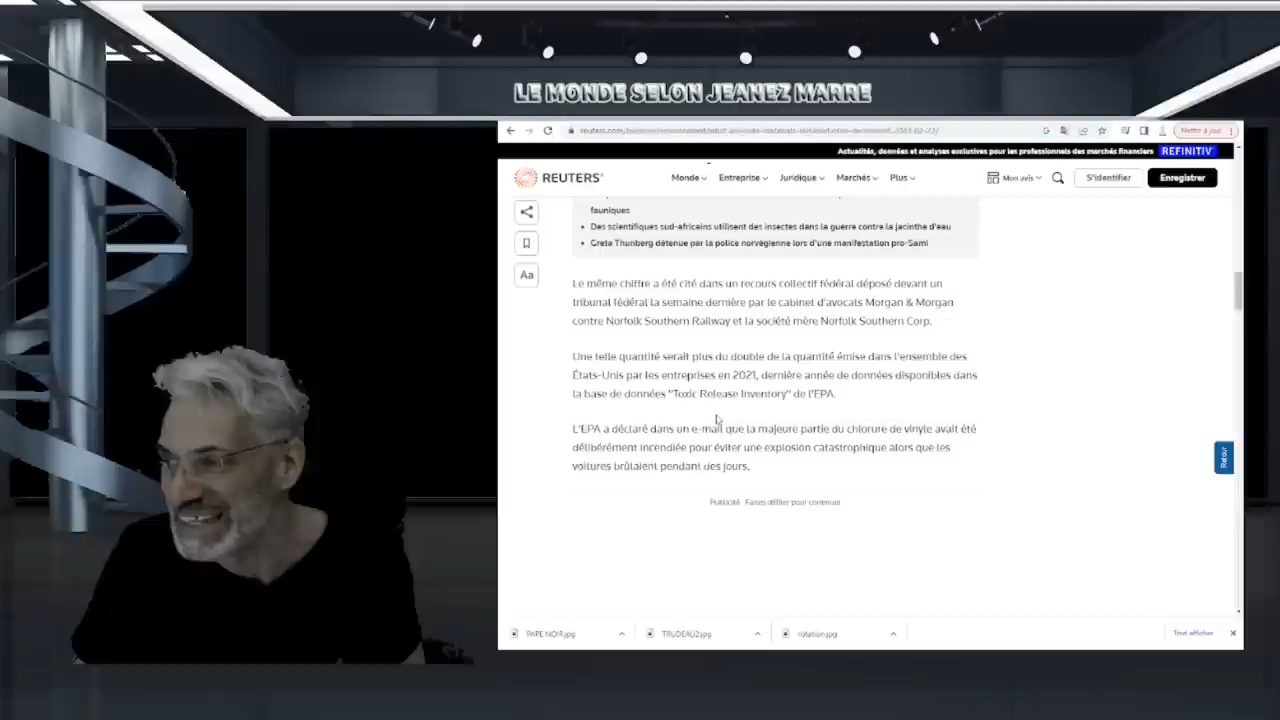 LE MONDE SELON JEANEZ MARRE
Mettre à jour
Actualités, données et analyses exclusives pour les professionnels des marchés financiers REFINITIV
REUTERS® Monde Entreprise Juridique Marchés Plus Mon avis S'identifier Enregistrer
fauniques
Des scientifiques sud-africains utilisent des insectes dans la guerre contre la jacinthe d'eau
Greta Thunberg détenue par la police norvégienne lors d'une manifestation pro-Sami
Aa
Le même chiffre a été cité dans un recours collectif fédéral déposé devant un
tribunal fédéral la semaine dernière par le cabinet d'avocats Morgan & Morgan
contre Norfolk Southern Railway et la société mère Norfolk Southern Corp.
Une telle quantité serait plus du double de la quantité émise dans l'ensemble des
États-Unis par les entreprises en 2021, dernière année de données disponibles dans
la base de données "Toxic Release Inventory" de l'EPA.
L'EPA a déclaré dans un e-mail que la majeure partie du chlorure de vinyle avait été
délibérément incendiée pour éviter une explosion catastrophique alors que les
voitures brûlaient pendant des jours.
Retour
Publicité Faites défiler pour continuer
PAPE NOIR.jpg TRUDEAU2.jpg rotation.jpg Tout afficher